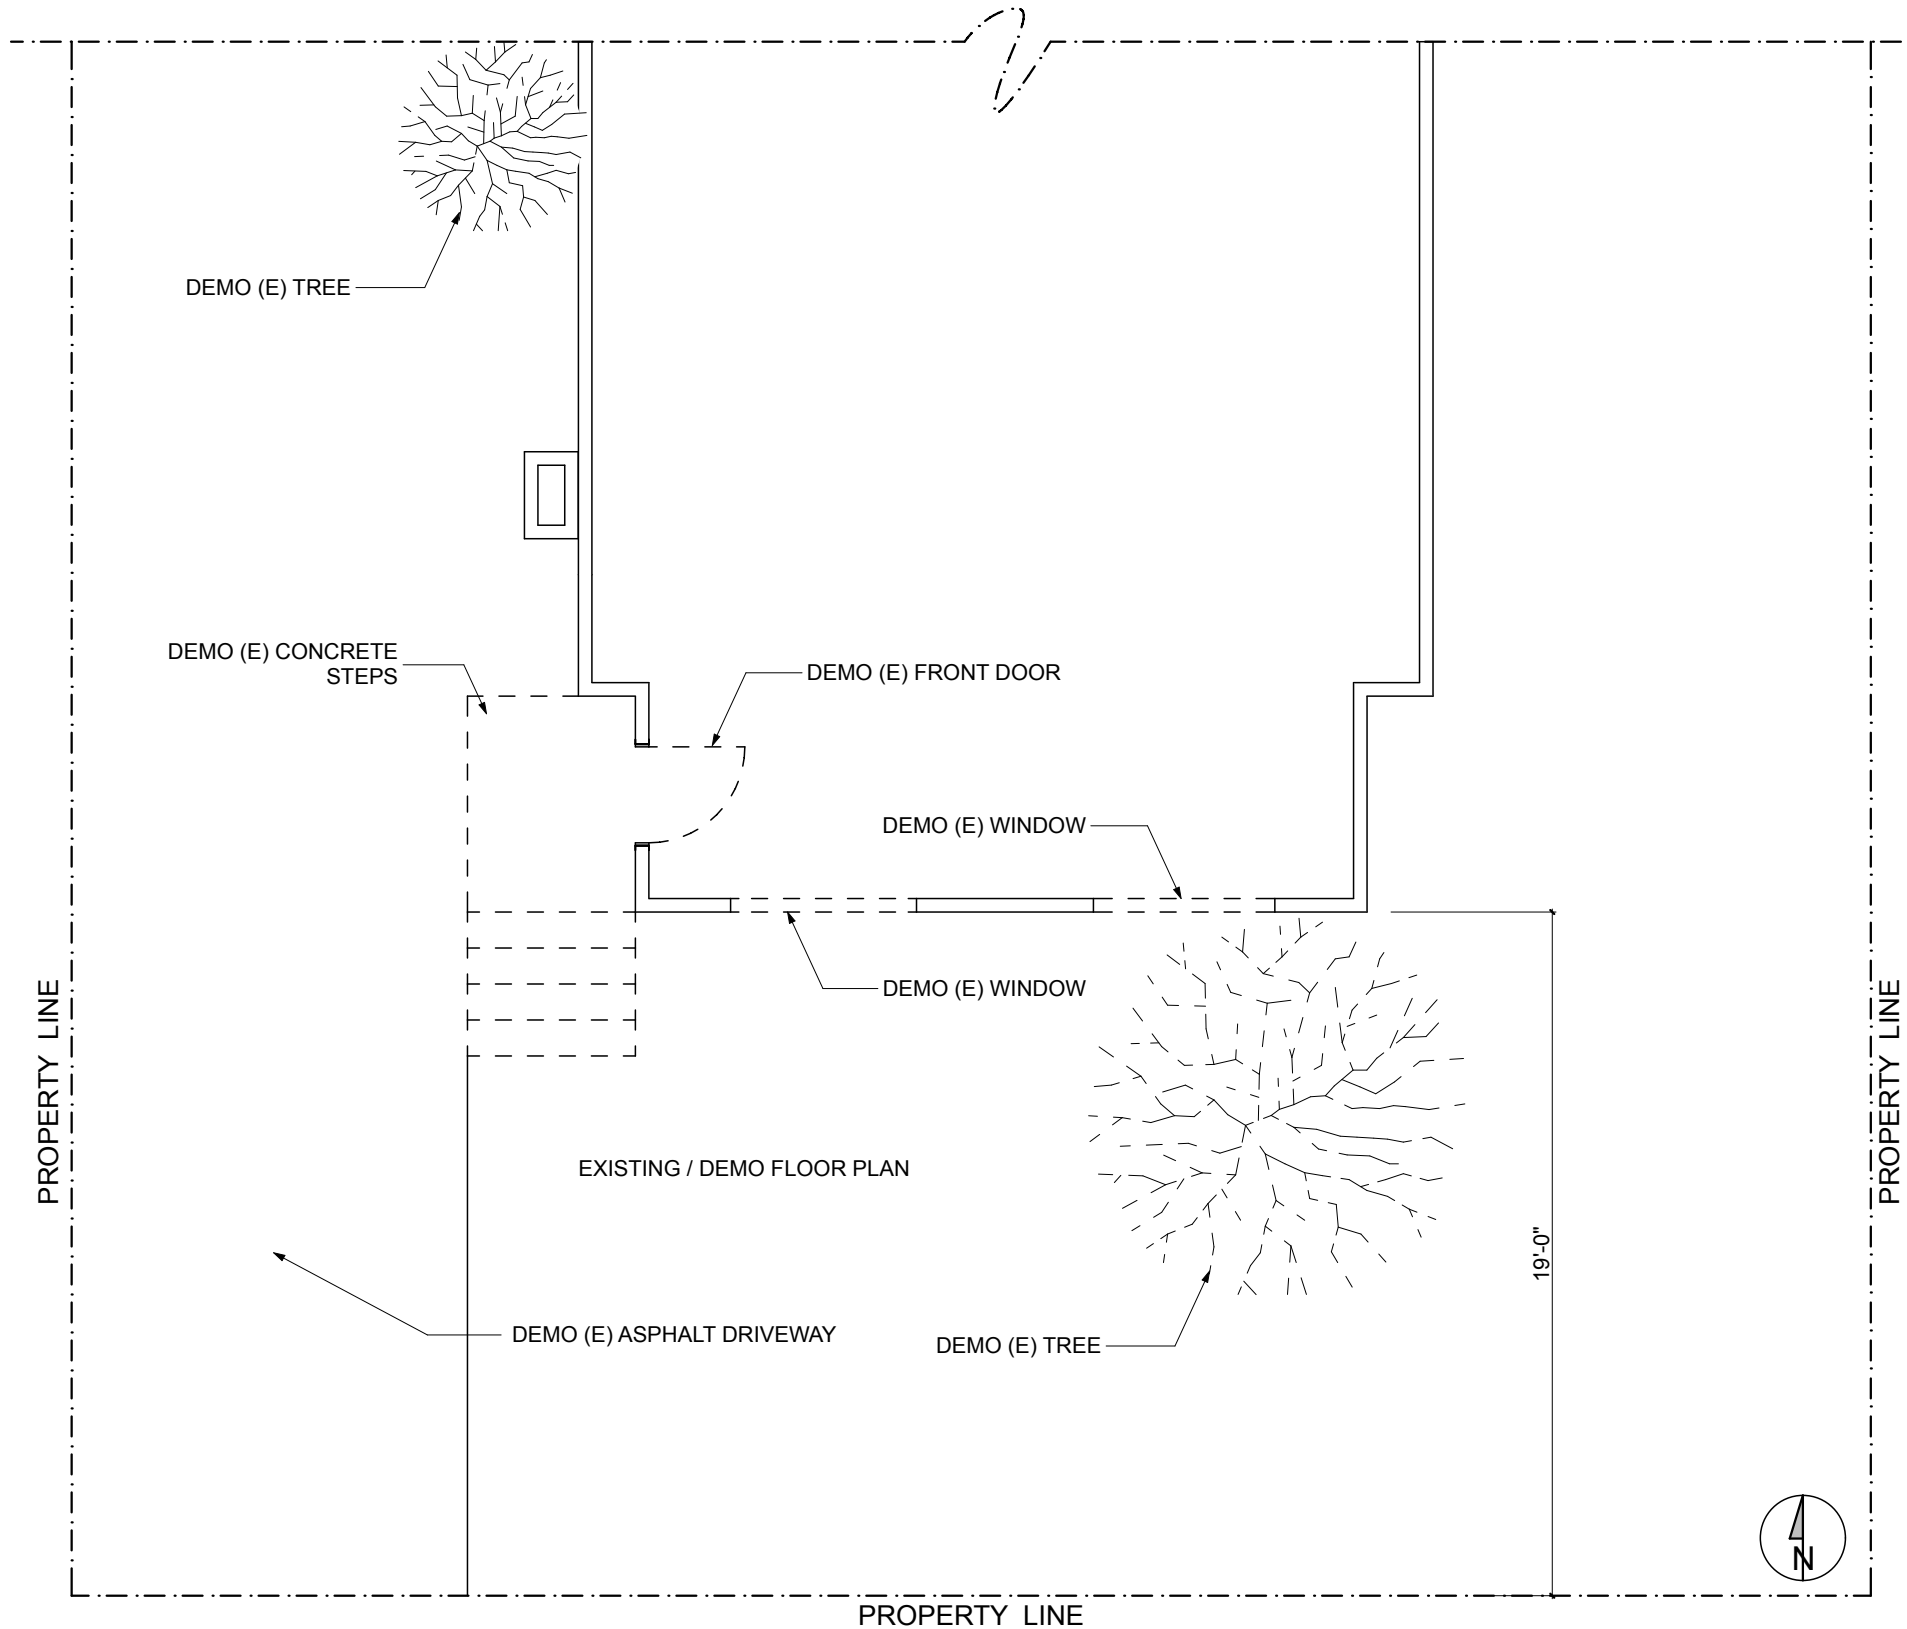 DEMO (E) TREE
DEMO (E) CONCRETE
STEPS
DEMO (E) FRONT DOOR
DEMO (E) WINDOW
DEMO (E) WINDOW
PROPERTY LINE
PROPERTY LINE
EXISTING / DEMO FLOOR PLAN
19'-0"
DEMO (E) ASPHALT DRIVEWAY
DEMO (E) TREE
N
PROPERTY LINE